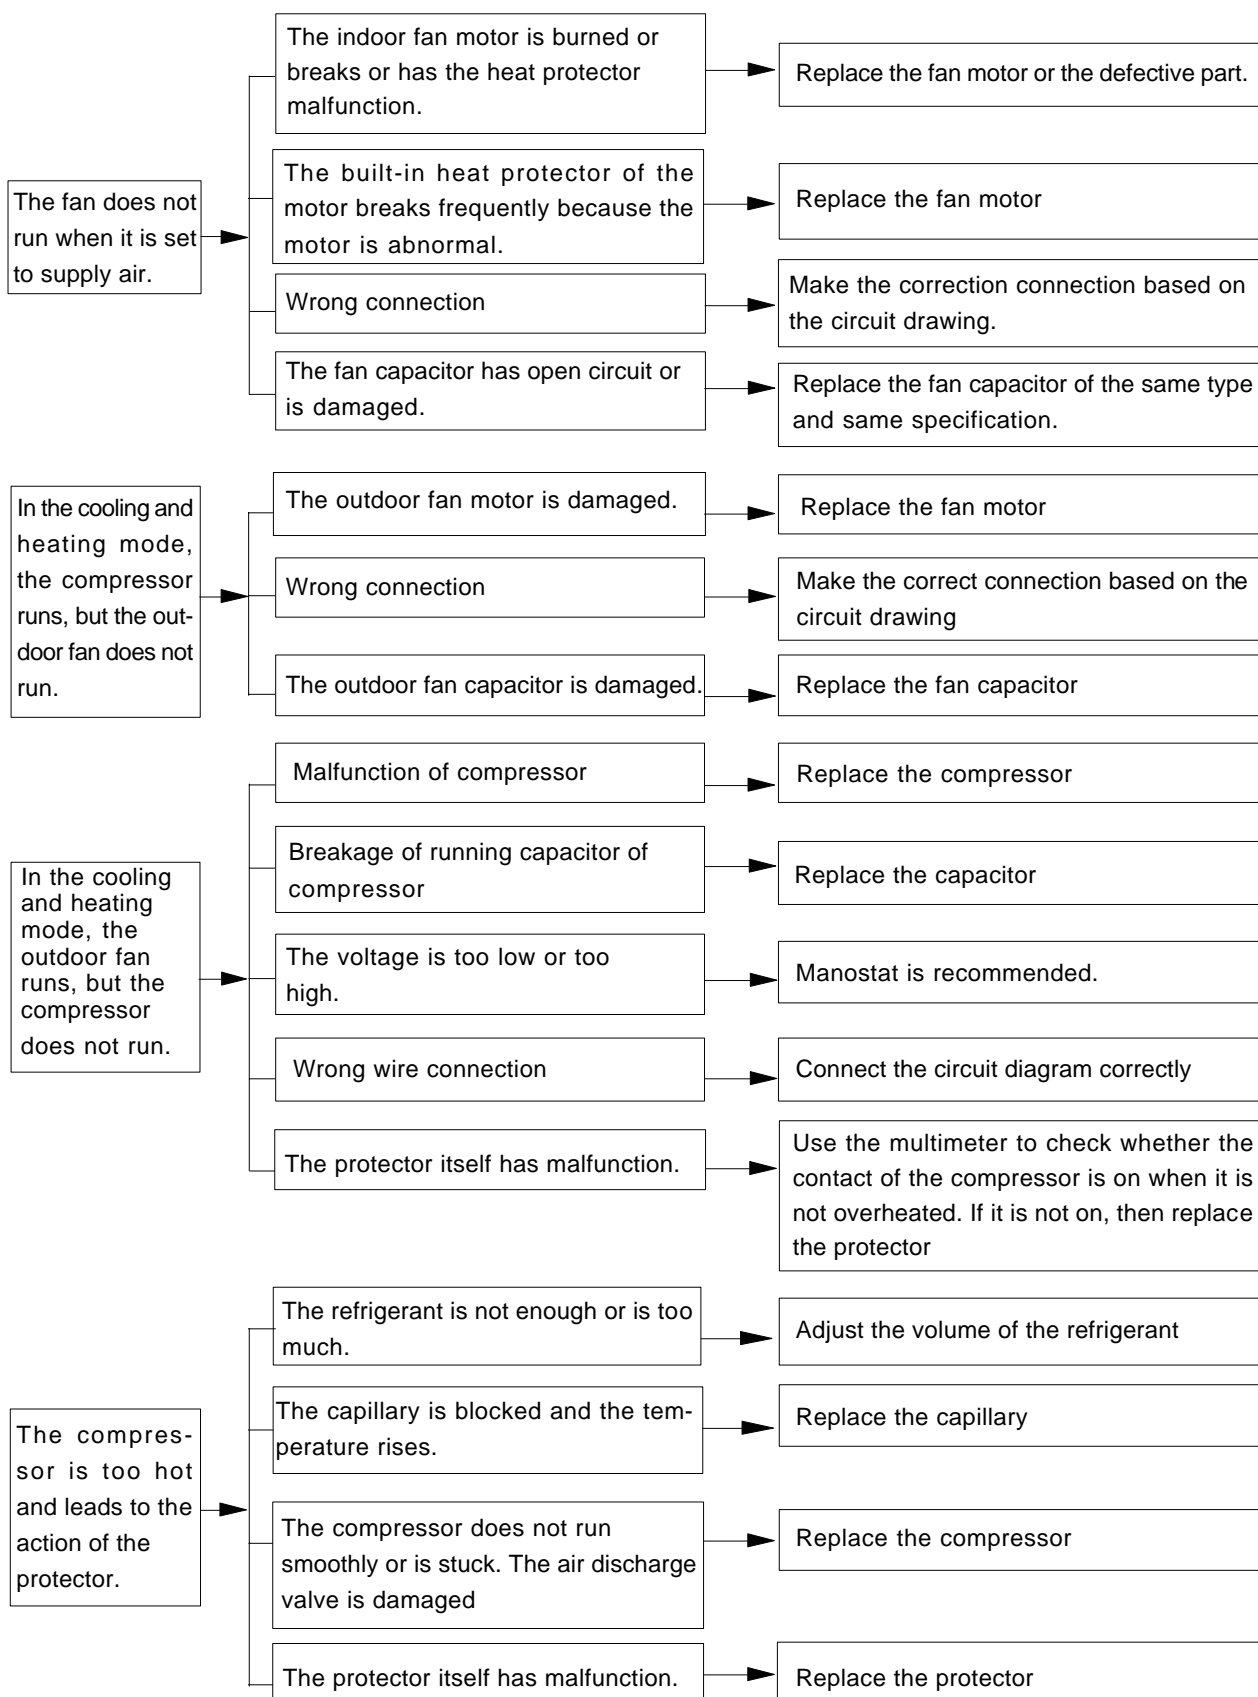 The indoor fan motor is burned or
breaks or has the heat protector
malfunction.
Replace the fan motor or the defective part.
The fan does not
run when it is set
to supply air.
The built-in heat protector of the
motor breaks frequently because the
motor is abnormal.
Replace the fan motor
Wrong connection
Make the correction connection based on
the circuit drawing.
The fan capacitor has open circuit or
is damaged.
Replace the fan capacitor of the same type
and same specification.
In the cooling and
heating mode,
the compressor
runs, but the out-
door fan does not
run.
The outdoor fan motor is damaged.
Replace the fan motor
Wrong connection
Make the correct connection based on the
circuit drawing
The outdoor fan capacitor is damaged.
Replace the fan capacitor
In the cooling
and heating
mode, the
outdoor fan
runs, but the
compressor
does not run.
Malfunction of compressor
Replace the compressor
Breakage of running capacitor of
compressor
Replace the capacitor
The voltage is too low or too
high.
Manostat is recommended.
Wrong wire connection
Connect the circuit diagram correctly
The protector itself has malfunction.
Use the multimeter to check whether the
contact of the compressor is on when it is
not overheated. If it is not on, then replace
the protector
The compres-
sor is too hot
and leads to the
action of the
protector.
The refrigerant is not enough or is too
much.
Adjust the volume of the refrigerant
The capillary is blocked and the tem-
perature rises.
Replace the capillary
The compressor does not run
smoothly or is stuck. The air discharge
valve is damaged
Replace the compressor
The protector itself has malfunction.
Replace the protector